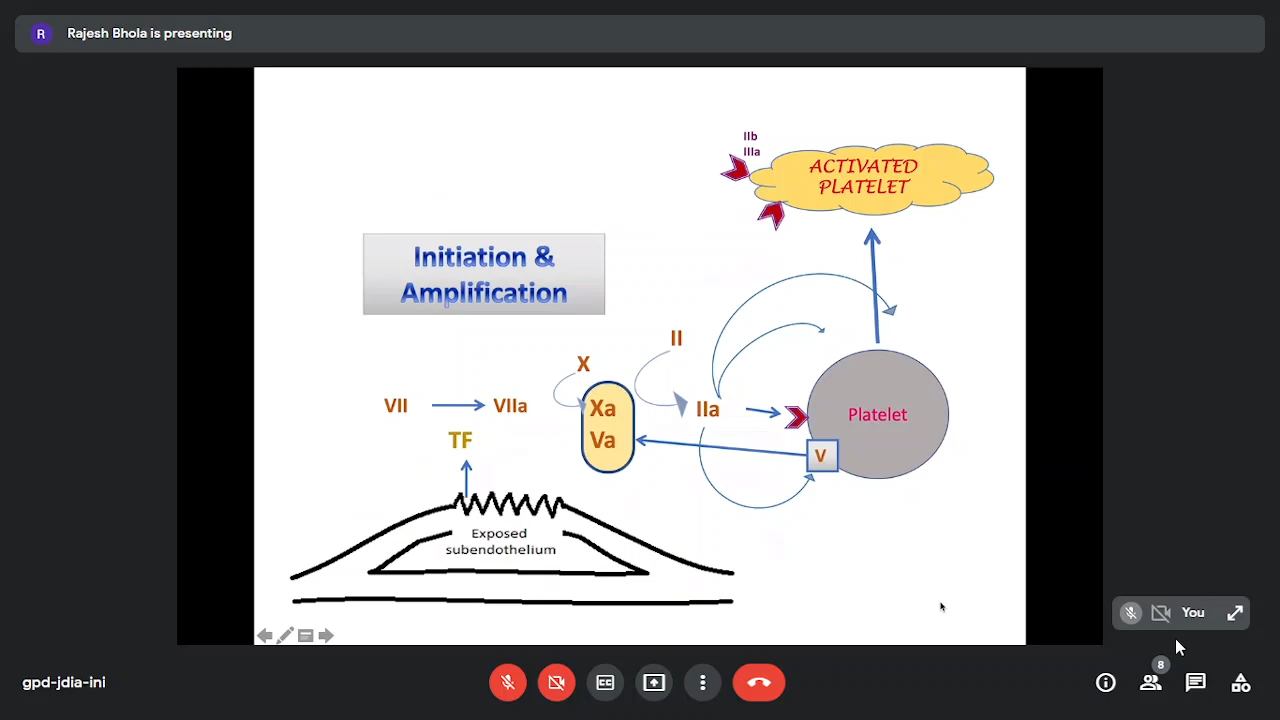 R Rajesh Bhola is presenting
IIb
IIIa
ACTIVATED
PLATELET
Initiation &
Amplification
II
X
VII VIIa Xa IIa Platelet
TF Va V
Exposed
subendothelium
You
8
gpd-jdia-ini
CC